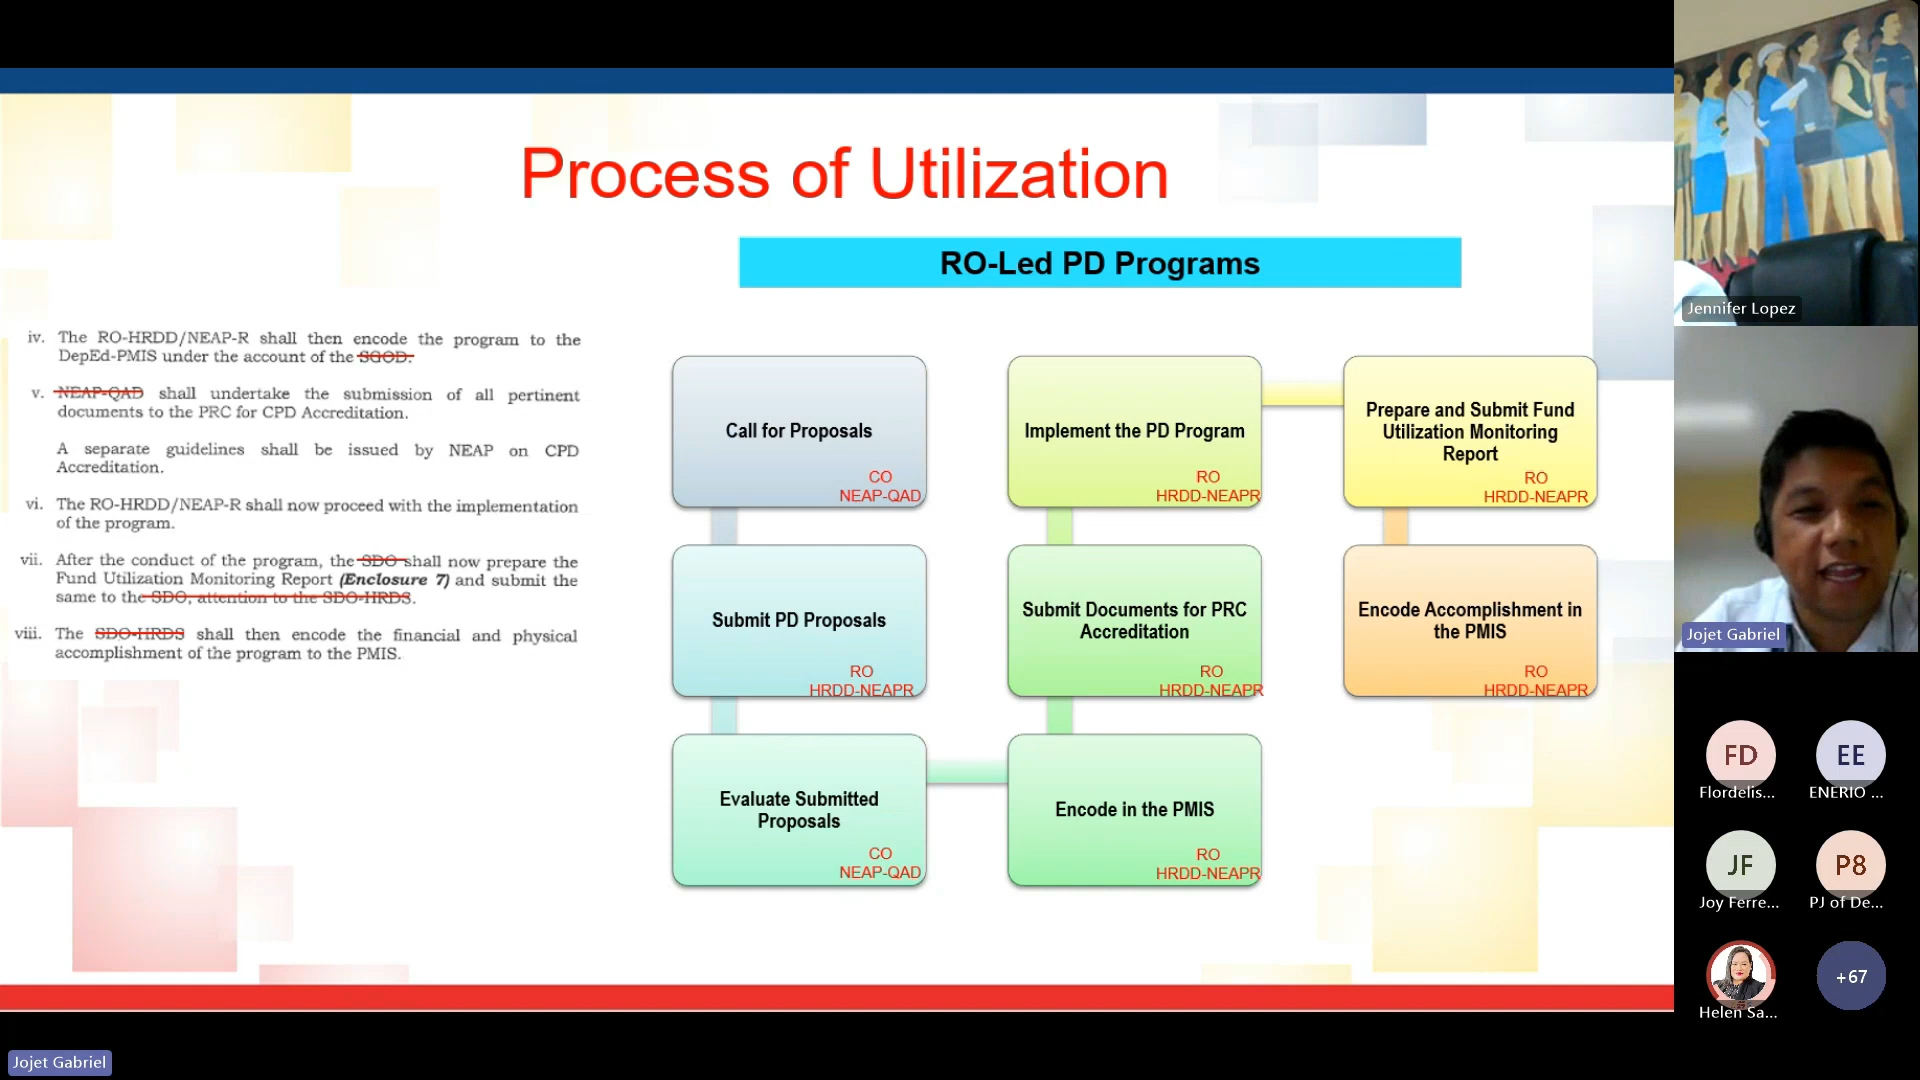 Process of Utilization
RO-Led PD Programs
iv. The RO-HRDD/NEAP-R shall then encode the program to the
DepEd-PMIS under the account of the SGOD.
v. NEAP-QAD shall undertake the submission of all pertinent
documents to the PRC for CPD Accreditation.
A separate guidelines shall be issued by NEAP on CPD
Accreditation.
vi. The RO-HRDD/NEAP-R shall now proceed with the implementation
of the program.
vii. After the conduct of the program, the SDO shall now prepare the
Fund Utilization Monitoring Report (Enclosure 7) and submit the
same to the SDO, attention to the SDO-HRDS.
viii. The SDO-HRDS shall then encode the financial and physical
accomplishment of the program to the PMIS.
Call for Proposals
CO
NEAP-QAD
Submit PD Proposals
RO
HRDD-NEAPR
Evaluate Submitted
Proposals
CO
NEAP-QAD
Encode in the PMIS
RO
HRDD-NEAPR
Submit Documents for PRC
Accreditation
RO
HRDD-NEAPR
Implement the PD Program
RO
HRDD-NEAPR
Prepare and Submit Fund
Utilization Monitoring
Report
RO
HRDD-NEAPR
Encode Accomplishment in
the PMIS
RO
HRDD-NEAPR
Jennifer Lopez
Jojet Gabriel
FD
Flordelis...
EE
ENERIO ...
JF
Joy Ferre...
P8
PJ of De...
Helen Sa...
+67
Jojet Gabriel